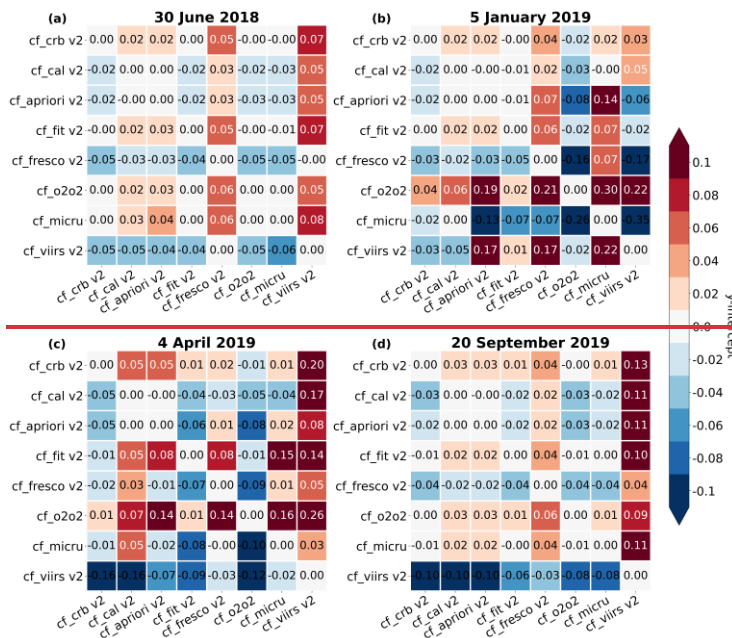 (a) 30 June 2018
cf_crb v2 0.00 0.02 0.02 -0.00 0.05 -0.00 -0.00 0.07
cf_cal v2 -0.02 0.00 -0.00 -0.02 0.03 -0.02 -0.03 0.05
cf_apriori v2 -0.02 -0.00 0.00 -0.02 0.03 -0.03 -0.03 0.05
cf_fit v2 -0.00 0.02 0.03 0.00 0.05 -0.00 -0.01 0.07
cf_fresco v2 -0.05 -0.03 -0.03 -0.04 0.00 -0.05 -0.05 -0.00
cf_o2o2 0.00 0.02 0.03 0.00 0.06 0.00 0.00 0.05
cf_micru 0.00 0.03 0.04 0.00 0.06 0.00 0.00 0.08
cf_viirs v2 -0.05 -0.05 -0.04 -0.04 0.00 -0.05 -0.06 0.00
cf_crb v2 cf_cal v2 cf_apriori v2 cf_fit v2 cf_fresco v2 cf_o2o2 cf_micru cf_viirs v2
(b) 5 January 2019
cf_crb v2 0.00 0.02 0.02 -0.00 0.04 -0.02 0.02 0.03
cf_cal v2 -0.02 0.00 -0.00 -0.01 0.02 -0.03 -0.00 0.05
cf_apriori v2 -0.02 0.00 0.00 -0.01 0.07 -0.08 0.14 -0.06
cf_fit v2 0.00 0.02 0.02 0.00 0.06 -0.02 0.07 -0.02
cf_fresco v2 -0.03 -0.02 -0.03 -0.05 0.00 -0.16 0.07 -0.17
cf_o2o2 0.04 0.06 0.19 0.02 0.21 0.00 0.30 0.22
cf_micru -0.02 0.00 -0.13 -0.07 -0.07 -0.26 0.00 -0.35
cf_viirs v2 -0.03 -0.05 0.17 0.01 0.17 -0.02 0.22 0.00
cf_crb v2 cf_cal v2 cf_apriori v2 cf_fit v2 cf_fresco v2 cf_o2o2 cf_micru cf_viirs v2
(c) 4 April 2019
cf_crb v2 0.00 0.05 0.05 0.01 0.02 -0.01 0.01 0.20
cf_cal v2 -0.05 0.00 0.00 -0.04 -0.03 -0.05 -0.04 0.17
cf_apriori v2 -0.05 0.00 0.00 -0.06 0.01 -0.08 0.02 0.08
cf_fit v2 -0.01 0.05 0.08 0.00 0.08 -0.01 0.15 0.14
cf_fresco v2 -0.02 0.03 -0.01 -0.07 0.00 -0.09 0.01 0.05
cf_o2o2 0.01 0.07 0.14 0.01 0.14 0.00 0.16 0.26
cf_micru -0.01 0.05 -0.02 -0.08 -0.00 -0.10 0.00 0.03
cf_viirs v2 -0.16 -0.16 -0.07 -0.09 -0.03 -0.12 -0.02 0.00
cf_crb v2 cf_cal v2 cf_apriori v2 cf_fit v2 cf_fresco v2 cf_o2o2 cf_micru cf_viirs v2
(d) 20 September 2019
cf_crb v2 0.00 0.03 0.03 0.01 0.04 -0.00 0.01 0.13
cf_cal v2 -0.03 0.00 0.00 -0.02 0.02 -0.03 -0.02 0.11
cf_apriori v2 -0.02 0.00 0.00 -0.02 0.02 -0.03 -0.02 0.11
cf_fit v2 -0.01 0.02 0.02 0.00 0.04 -0.01 0.00 0.10
cf_fresco v2 -0.04 -0.02 -0.02 -0.04 0.00 -0.04 -0.04 0.04
cf_o2o2 0.00 0.03 0.03 0.01 0.06 0.00 0.01 0.09
cf_micru -0.01 0.02 0.02 -0.00 0.04 -0.01 0.00 0.11
cf_viirs v2 -0.10 -0.10 -0.10 -0.06 -0.03 -0.08 -0.08 0.00
cf_crb v2 cf_cal v2 cf_apriori v2 cf_fit v2 cf_fresco v2 cf_o2o2 cf_micru cf_viirs v2
0.1
0.08
0.06
0.04
0.02
0.0
-0.02
-0.04
-0.06
-0.08
-0.1